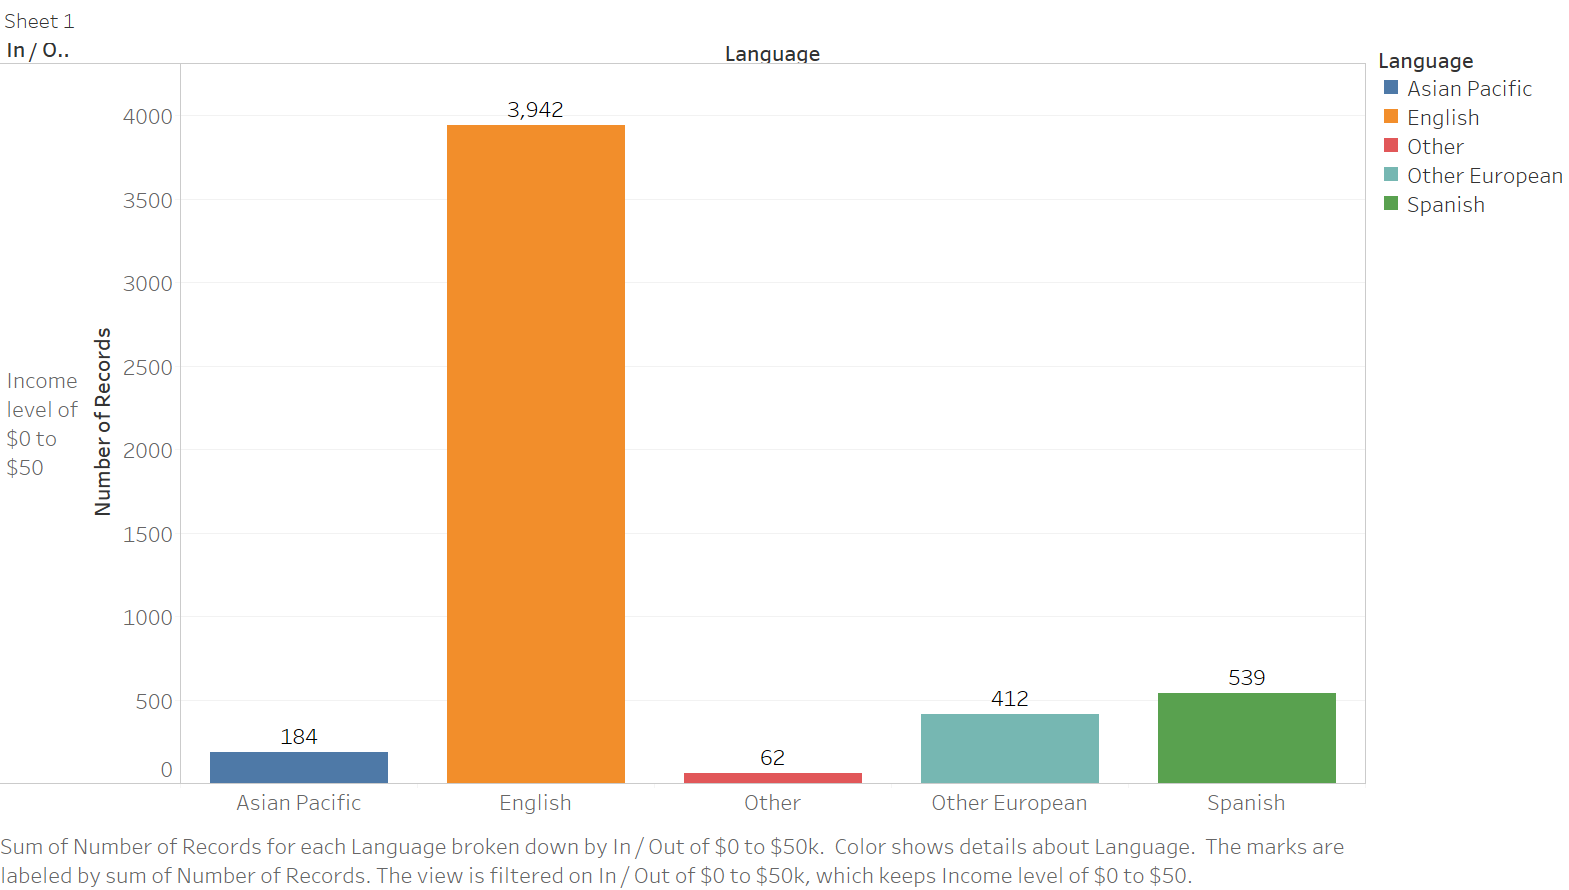 Sheet 1
In / O..
Language
Language
Asian Pacific
English
Other
Other European
Spanish
Number of Records
4000
3500
3000
2500
2000
1500
1000
500
0
Income
level of
$0 to
$50
184
3,942
62
412
539
Asian Pacific
English
Other
Other European
Spanish
Sum of Number of Records for each Language broken down by In / Out of $0 to $50k.  Color shows details about Language.  The marks are
labeled by sum of Number of Records. The view is filtered on In / Out of $0 to $50k, which keeps Income level of $0 to $50.